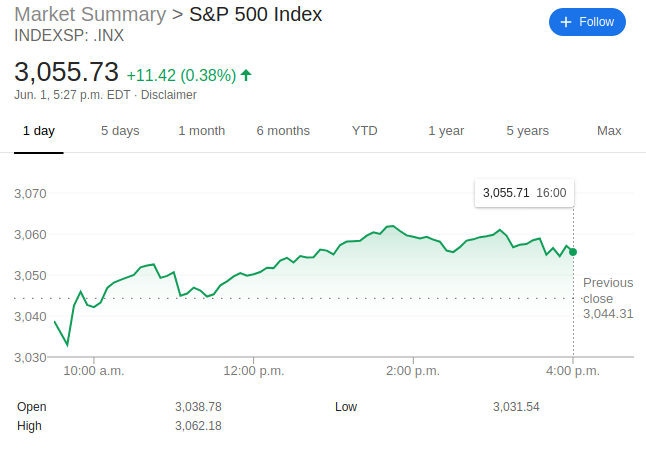 Market Summary > S&P 500 Index
INDEXSP: .INX
+ Follow
3,055.73 +11.42 (0.38%)
Jun. 1, 5:27 p.m. EDT · Disclaimer
1 day 5 days 1 month 6 months YTD 1 year 5 years Max
3,055.71 16:00
3,070
3,060
3,050
3,040
3,030
Previous
close
3,044.31
10:00 a.m. 12:00 p.m. 2:00 p.m. 4:00 p.m.
Open 3,038.78 Low 3,031.54
High 3,062.18